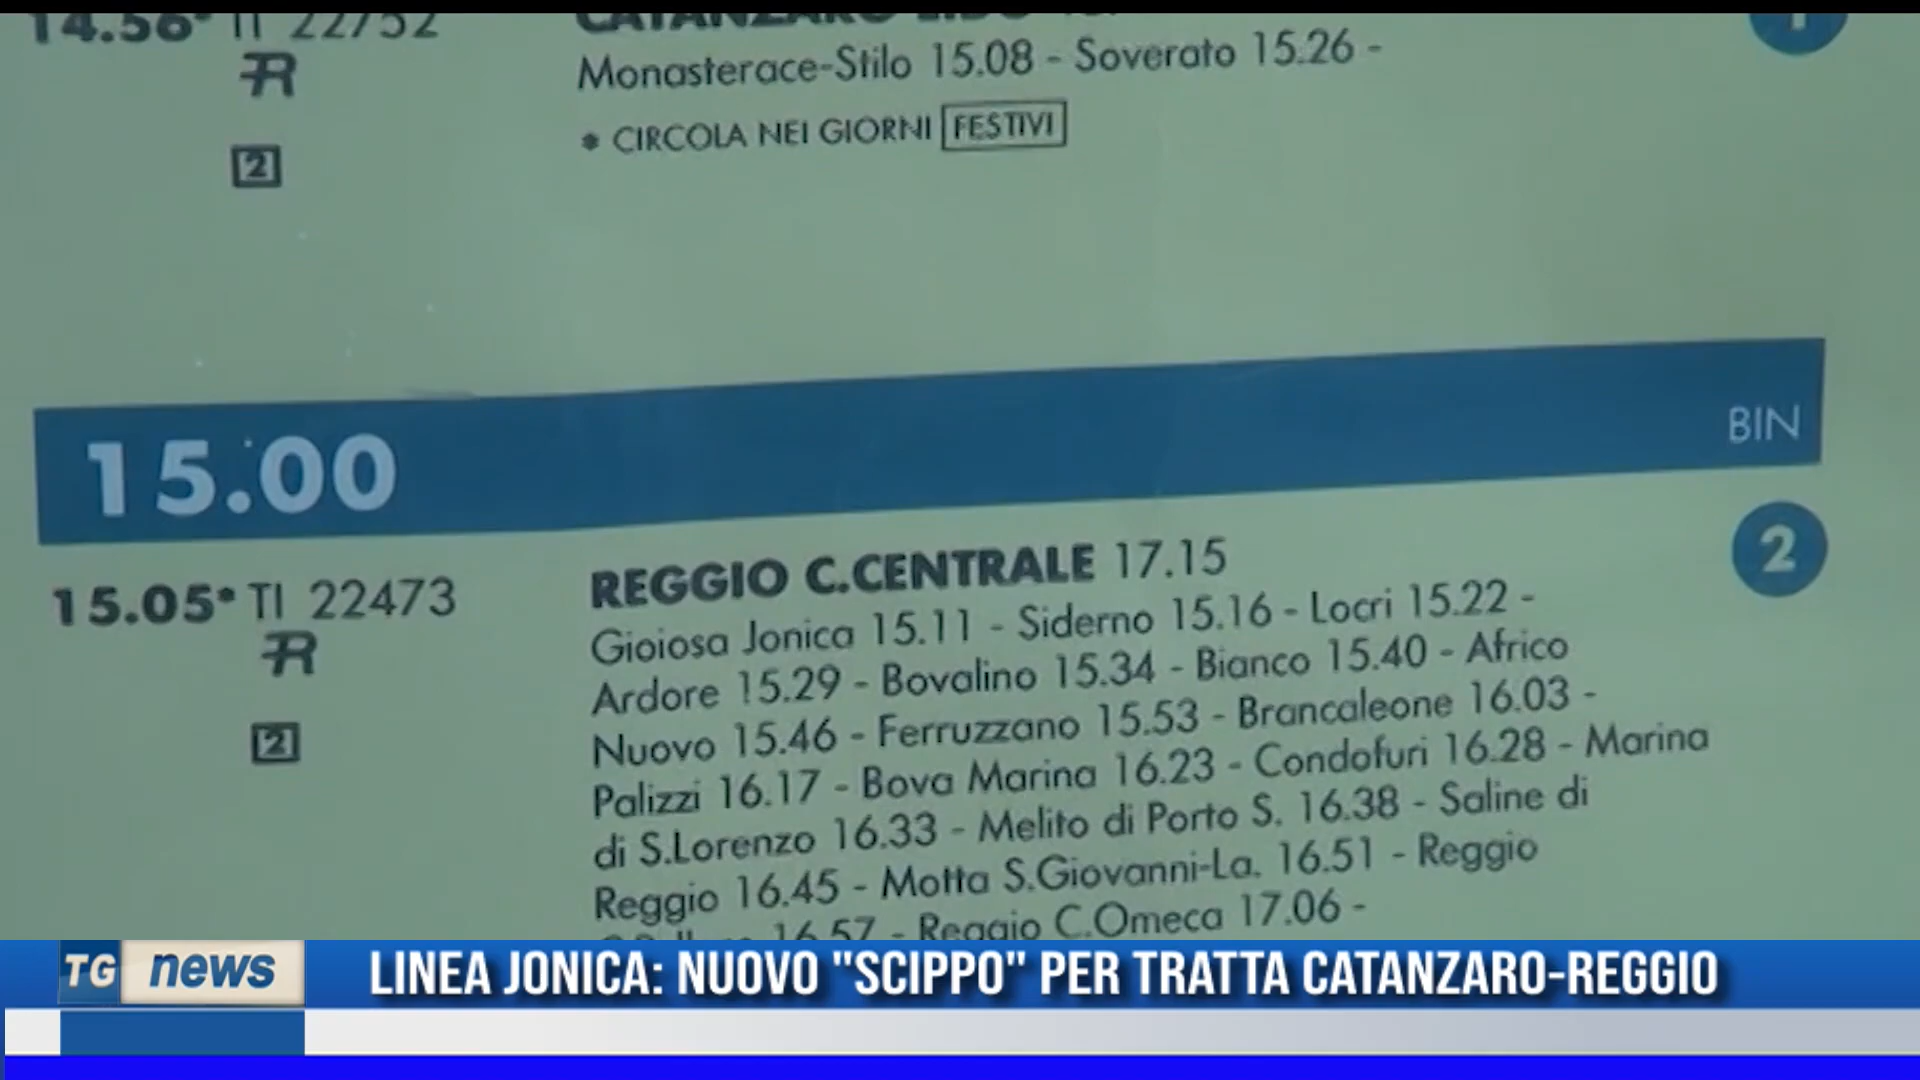 14.56* TI 22752
R
2
CATANZARO LIDO
Monasterace-Stilo 15.08 - Soverato 15.26 -
* CIRCOLA NEI GIORNI FESTIVI
1
15.00
BIN
15.05* TI 22473
R
2
REGGIO C.CENTRALE 17.15
2
Gioiosa Jonica 15.11 - Siderno 15.16 - Locri 15.22 -
Ardore 15.29 - Bovalino 15.34 - Bianco 15.40 - Africo
Nuovo 15.46 - Ferruzzano 15.53 - Brancaleone 16.03 -
Palizzi 16.17 - Bova Marina 16.23 - Condofuri 16.28 - Marina
di S.Lorenzo 16.33 - Melito di Porto S. 16.38 - Saline di
Reggio 16.45 - Motta S.Giovanni-La. 16.51 - Reggio
16.57 - Reggio C.Omeca 17.06 -
TG news
LINEA JONICA: NUOVO "SCIPPO" PER TRATTA CATANZARO-REGGIO